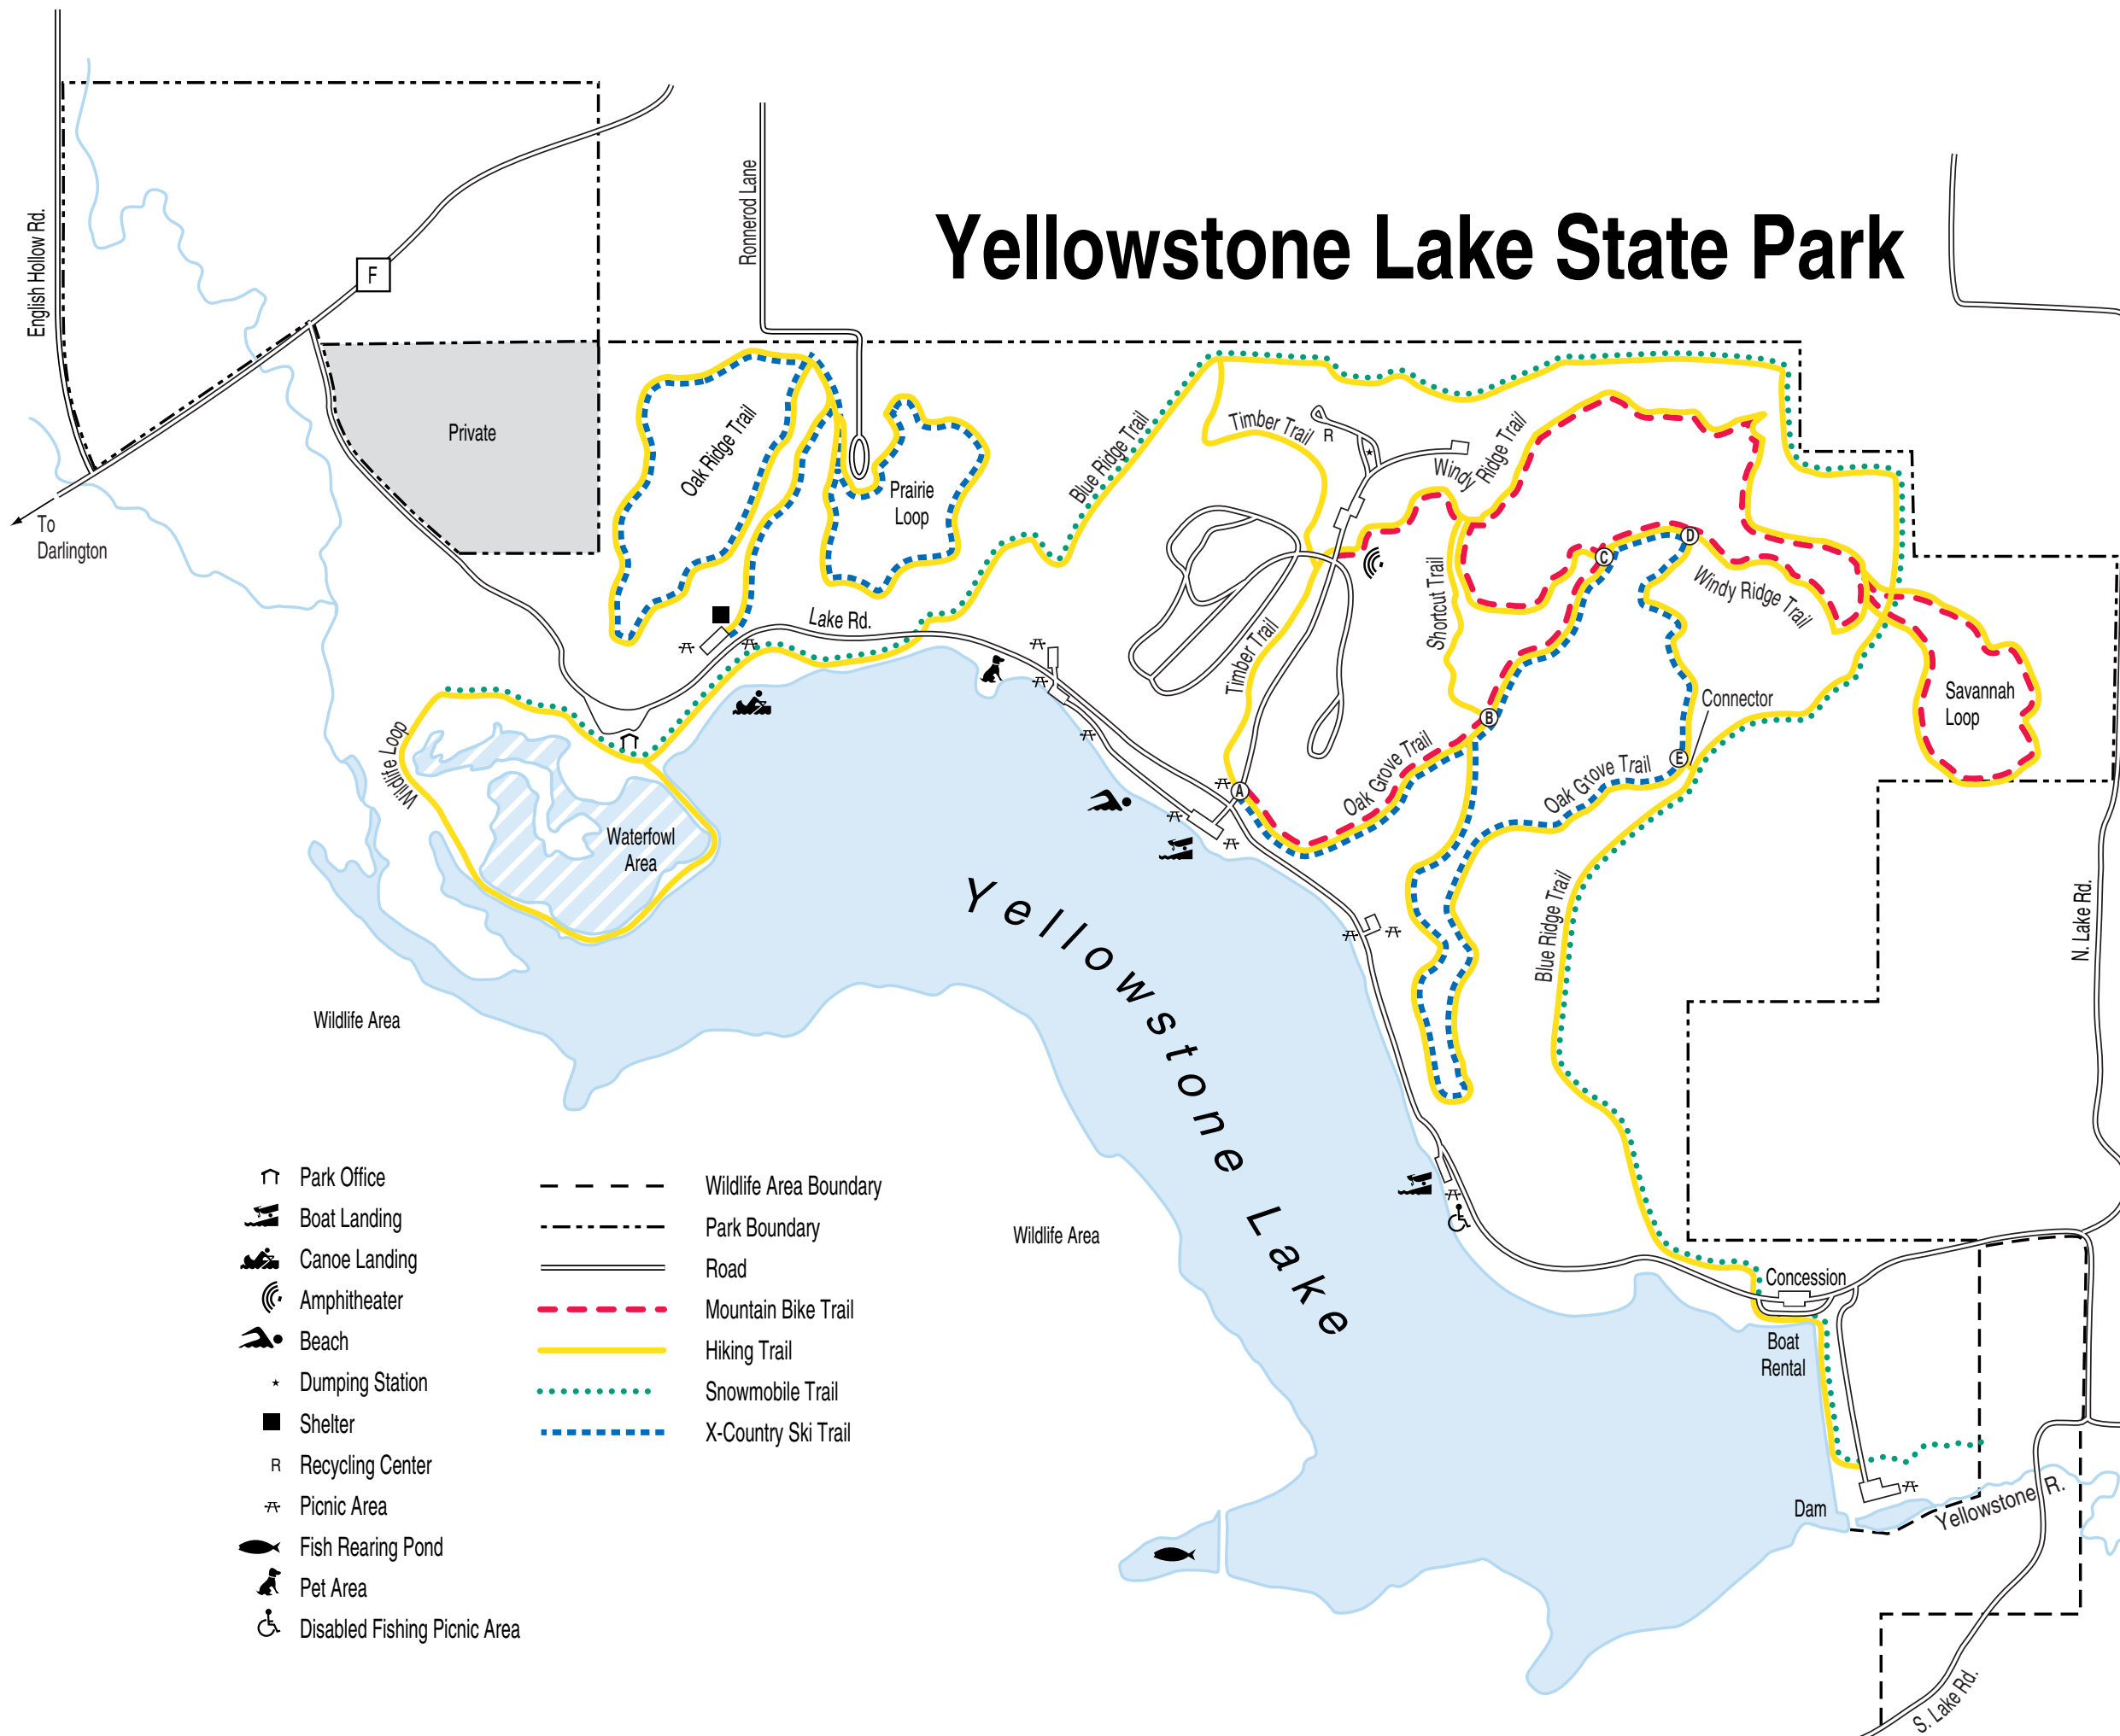 Yellowstone Lake State Park
English Hollow Rd.
F
Ronnerod Lane
To
Darlington
Private
Oak Ridge Trail
Prairie
Loop
Blue Ridge Trail
Timber Trail
R
Windy Ridge Trail
Shortcut Trail
C
D
Windy Ridge Trail
Lake Rd.
Timber Trail
Savannah
Loop
Connector
B
E
A
Oak Grove Trail
Oak Grove Trail
Wildlife Loop
Waterfowl
Area
Blue Ridge Trail
N. Lake Rd.
Yellowstone Lake
Wildlife Area
Wildlife Area
Concession
Boat
Rental
Dam
Yellowstone R.
S. Lake Rd.
Park Office
Boat Landing
Canoe Landing
Amphitheater
Beach
Dumping Station
Shelter
R Recycling Center
Picnic Area
Fish Rearing Pond
Pet Area
Disabled Fishing Picnic Area
Wildlife Area Boundary
Park Boundary
Road
Mountain Bike Trail
Hiking Trail
Snowmobile Trail
X-Country Ski Trail